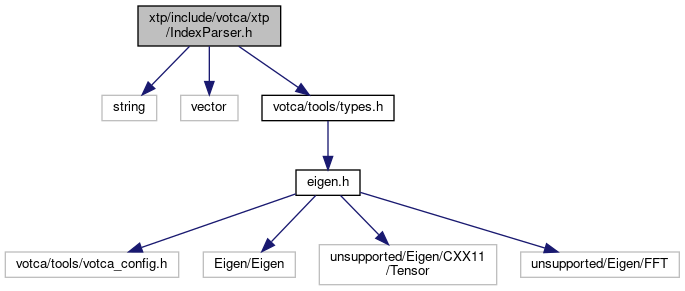 xtp/include/votca/xtp
/IndexParser.h
string
vector
votca/tools/types.h
eigen.h
votca/tools/votca_config.h
Eigen/Eigen
unsupported/Eigen/CXX11
/Tensor
unsupported/Eigen/FFT